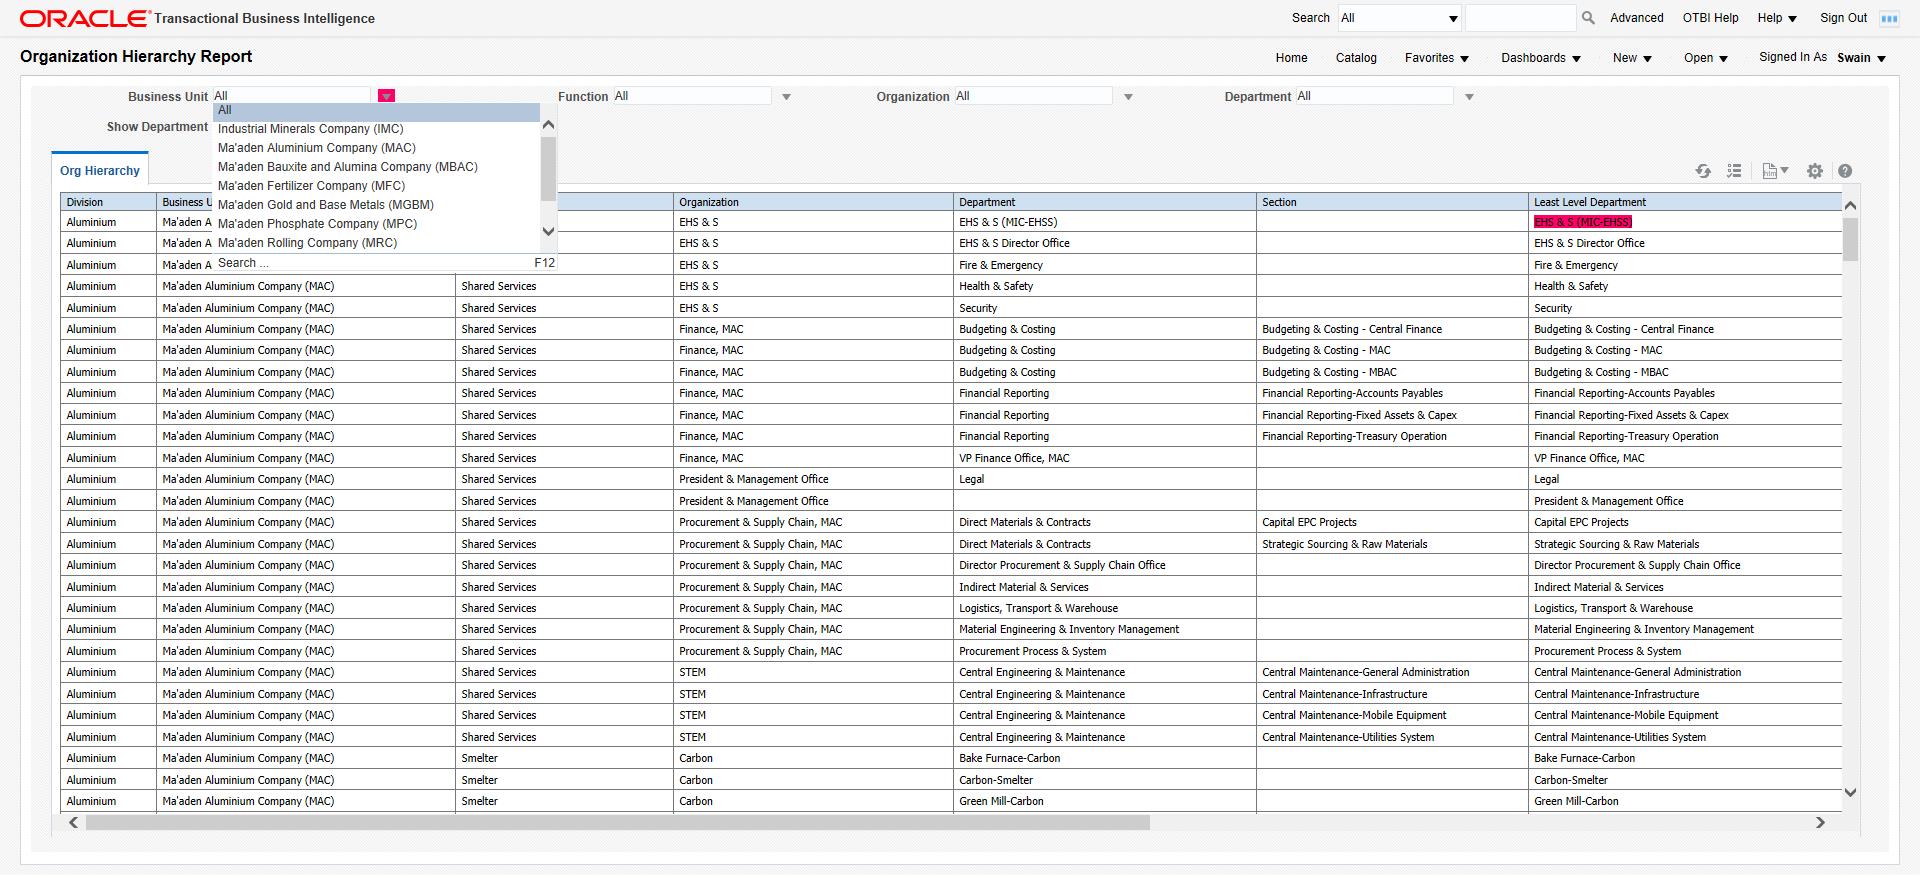 ORACLE Transactional Business Intelligence Search All Advanced OTBI Help Help Sign Out
Organization Hierarchy Report Home Catalog Favorites Dashboards New Open Signed In As Swain
Business Unit All Function All Organization All Department All
Show Department
All
Industrial Minerals Company (IMC)
Ma'aden Aluminium Company (MAC)
Ma'aden Bauxite and Alumina Company (MBAC)
Ma'aden Fertilizer Company (MFC)
Ma'aden Gold and Base Metals (MGBM)
Ma'aden Phosphate Company (MPC)
Ma'aden Rolling Company (MRC)
Search ... F12
Org Hierarchy
Division Business U Organization Department Section Least Level Department
Aluminium Ma'aden A EHS & S EHS & S (MIC-EHSS) EHS & S (MIC-EHSS)
Aluminium Ma'aden A EHS & S EHS & S Director Office EHS & S Director Office
Aluminium Ma'aden A EHS & S Fire & Emergency Fire & Emergency
Aluminium Ma'aden Aluminium Company (MAC) Shared Services EHS & S Health & Safety Health & Safety
Aluminium Ma'aden Aluminium Company (MAC) Shared Services EHS & S Security Security
Aluminium Ma'aden Aluminium Company (MAC) Shared Services Finance, MAC Budgeting & Costing Budgeting & Costing - Central Finance Budgeting & Costing - Central Finance
Aluminium Ma'aden Aluminium Company (MAC) Shared Services Finance, MAC Budgeting & Costing Budgeting & Costing - MAC Budgeting & Costing - MAC
Aluminium Ma'aden Aluminium Company (MAC) Shared Services Finance, MAC Budgeting & Costing Budgeting & Costing - MBAC Budgeting & Costing - MBAC
Aluminium Ma'aden Aluminium Company (MAC) Shared Services Finance, MAC Financial Reporting Financial Reporting-Accounts Payables Financial Reporting-Accounts Payables
Aluminium Ma'aden Aluminium Company (MAC) Shared Services Finance, MAC Financial Reporting Financial Reporting-Fixed Assets & Capex Financial Reporting-Fixed Assets & Capex
Aluminium Ma'aden Aluminium Company (MAC) Shared Services Finance, MAC Financial Reporting Financial Reporting-Treasury Operation Financial Reporting-Treasury Operation
Aluminium Ma'aden Aluminium Company (MAC) Shared Services Finance, MAC VP Finance Office, MAC VP Finance Office, MAC
Aluminium Ma'aden Aluminium Company (MAC) Shared Services President & Management Office Legal Legal
Aluminium Ma'aden Aluminium Company (MAC) Shared Services President & Management Office President & Management Office
Aluminium Ma'aden Aluminium Company (MAC) Shared Services Procurement & Supply Chain, MAC Direct Materials & Contracts Capital EPC Projects Capital EPC Projects
Aluminium Ma'aden Aluminium Company (MAC) Shared Services Procurement & Supply Chain, MAC Direct Materials & Contracts Strategic Sourcing & Raw Materials Strategic Sourcing & Raw Materials
Aluminium Ma'aden Aluminium Company (MAC) Shared Services Procurement & Supply Chain, MAC Director Procurement & Supply Chain Office Director Procurement & Supply Chain Office
Aluminium Ma'aden Aluminium Company (MAC) Shared Services Procurement & Supply Chain, MAC Indirect Material & Services Indirect Material & Services
Aluminium Ma'aden Aluminium Company (MAC) Shared Services Procurement & Supply Chain, MAC Logistics, Transport & Warehouse Logistics, Transport & Warehouse
Aluminium Ma'aden Aluminium Company (MAC) Shared Services Procurement & Supply Chain, MAC Material Engineering & Inventory Management Material Engineering & Inventory Management
Aluminium Ma'aden Aluminium Company (MAC) Shared Services Procurement & Supply Chain, MAC Procurement Process & System Procurement Process & System
Aluminium Ma'aden Aluminium Company (MAC) Shared Services STEM Central Engineering & Maintenance Central Maintenance-General Administration Central Maintenance-General Administration
Aluminium Ma'aden Aluminium Company (MAC) Shared Services STEM Central Engineering & Maintenance Central Maintenance-Infrastructure Central Maintenance-Infrastructure
Aluminium Ma'aden Aluminium Company (MAC) Shared Services STEM Central Engineering & Maintenance Central Maintenance-Mobile Equipment Central Maintenance-Mobile Equipment
Aluminium Ma'aden Aluminium Company (MAC) Shared Services STEM Central Engineering & Maintenance Central Maintenance-Utilities System Central Maintenance-Utilities System
Aluminium Ma'aden Aluminium Company (MAC) Smelter Carbon Bake Furnace-Carbon Bake Furnace-Carbon
Aluminium Ma'aden Aluminium Company (MAC) Smelter Carbon Carbon-Smelter Carbon-Smelter
Aluminium Ma'aden Aluminium Company (MAC) Smelter Carbon Green Mill-Carbon Green Mill-Carbon